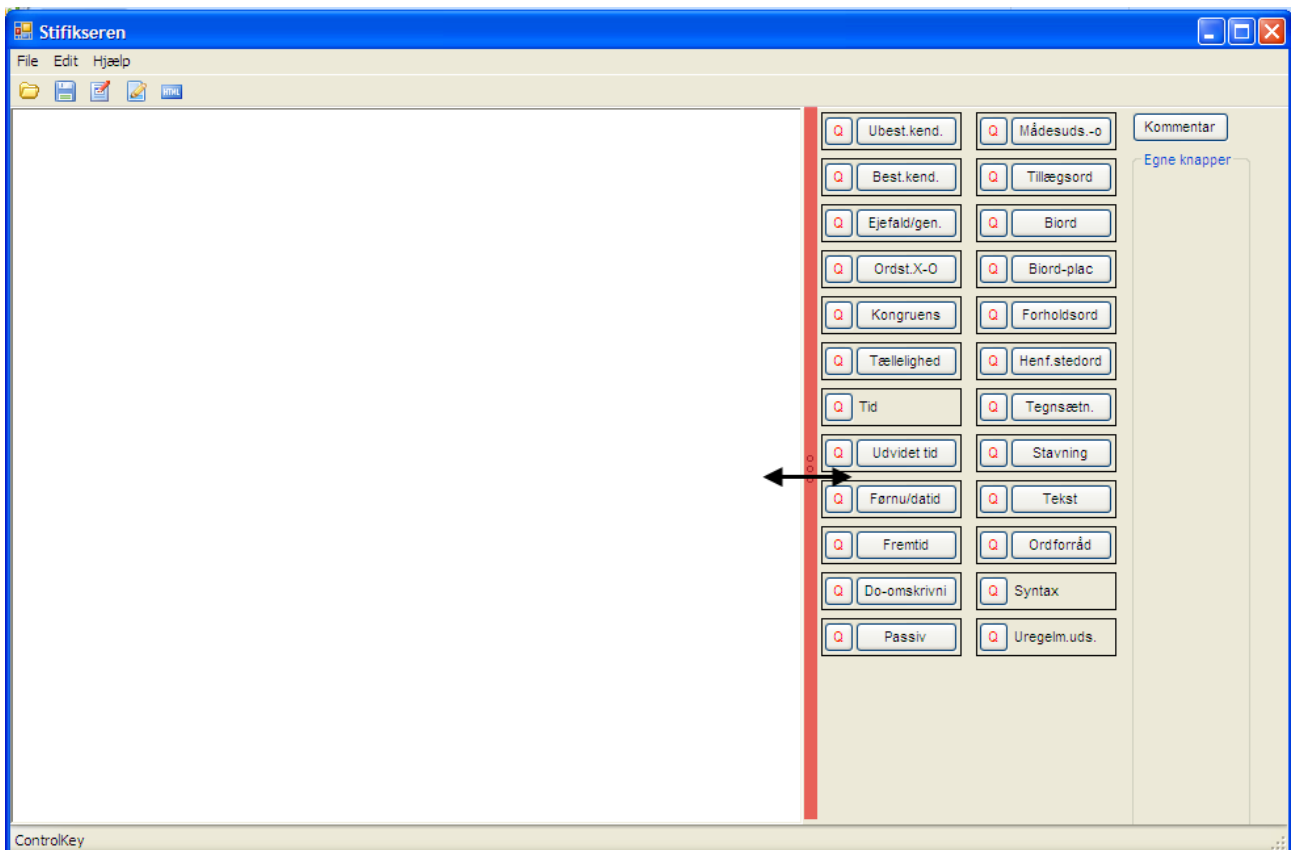 Stifikseren
File Edit Hjælp
HTML
Q Ubest.kend. Q Mådesuds.-o Kommentar
Egne knapper
Q Best.kend. Q Tillægsord
Q Ejefald/gen. Q Biord
Q Ordst.X-O Q Biord-plac
Q Kongruens Q Forholdsord
Q Tællelighed Q Henf.stedord
Q Tid Q Tegnsætn.
Q Udvidet tid Q Stavning
Q Førnu/datid Q Tekst
Q Fremtid Q Ordforråd
Q Do-omskrivni Q Syntax
Q Passiv Q Uregelm.uds.
ControlKey